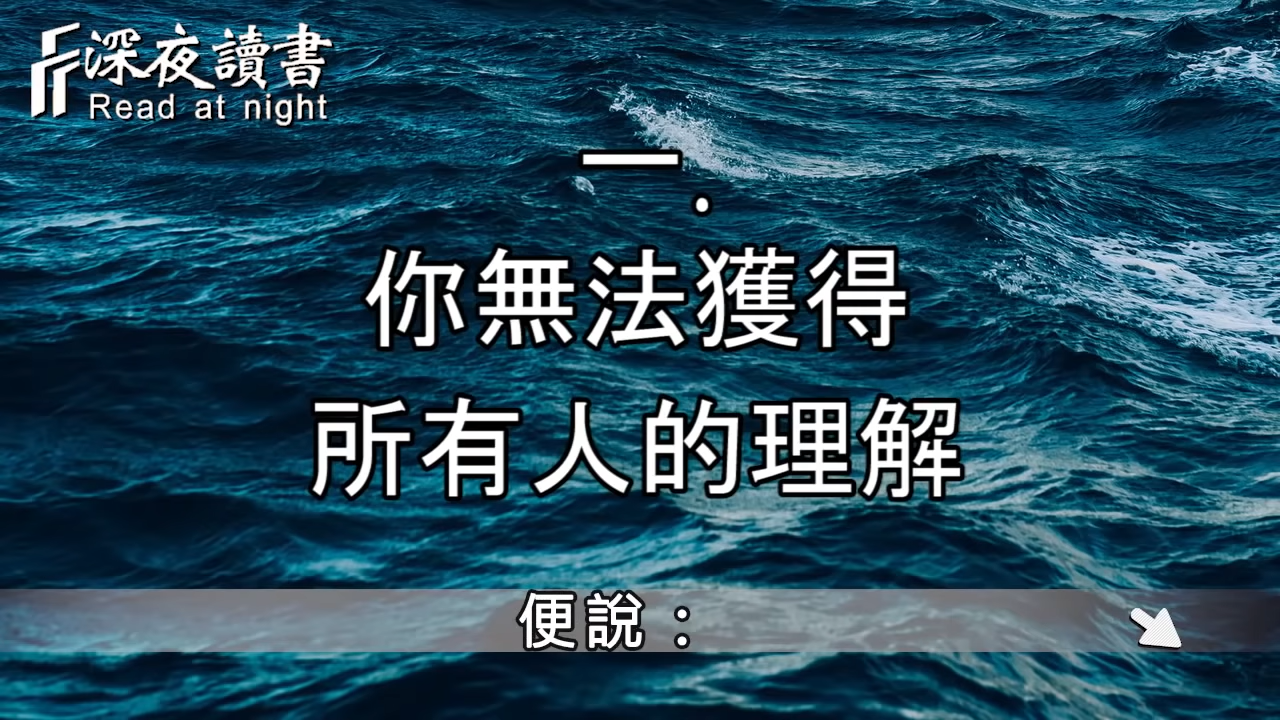 深夜讀書
Read at night
一.
你無法獲得
所有人的理解
便說：